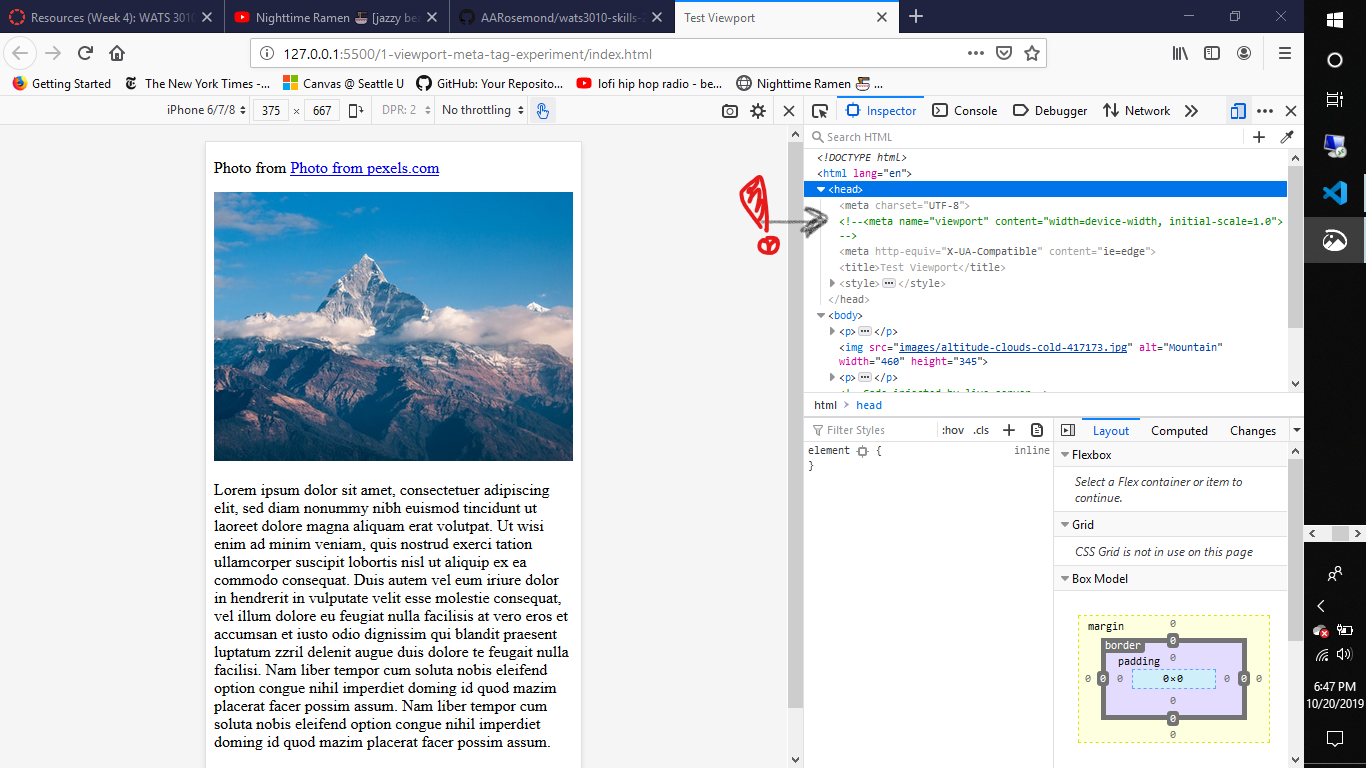 Resources (Week 4): WATS 3010
Nighttime Ramen 🍜 [jazzy be
AARosemond/wats3010-skills-2
Test Viewport
127.0.0.1:5500/1-viewport-meta-tag-experiment/index.html
Getting Started
The New York Times -...
Canvas @ Seattle U
GitHub: Your Reposito...
lofi hip hop radio - be...
Nighttime Ramen 🍜 ...
iPhone 6/7/8
375 × 667
DPR: 2
No throttling
Inspector
Console
Debugger
Network
Search HTML
Photo from Photo from pexels.com
<!DOCTYPE html>
<html lang="en">
<head>
<meta charset="UTF-8">
<!--<meta name="viewport" content="width=device-width, initial-scale=1.0">
-->
<meta http-equiv="X-UA-Compatible" content="ie=edge">
<title>Test Viewport</title>
<style>…</style>
</head>
<body>
<p>…</p>
<img src="images/altitude-clouds-cold-417173.jpg" alt="Mountain"
width="460" height="345">
<p>…</p>
html > head
Filter Styles
:hov .cls
Layout
Computed
Changes
element { inline
}
Flexbox
Select a Flex container or item to
continue.
Grid
CSS Grid is not in use on this page
Box Model
margin 0
border 0
padding 0
0 0 0 0×0 0 0 0
0
0
0
Lorem ipsum dolor sit amet, consectetuer adipiscing
elit, sed diam nonummy nibh euismod tincidunt ut
laoreet dolore magna aliquam erat volutpat. Ut wisi
enim ad minim veniam, quis nostrud exerci tation
ullamcorper suscipit lobortis nisl ut aliquip ex ea
commodo consequat. Duis autem vel eum iriure dolor
in hendrerit in vulputate velit esse molestie consequat,
vel illum dolore eu feugiat nulla facilisis at vero eros et
accumsan et iusto odio dignissim qui blandit praesent
luptatum zzril delenit augue duis dolore te feugait nulla
facilisi. Nam liber tempor cum soluta nobis eleifend
option congue nihil imperdiet doming id quod mazim
placerat facer possim assum. Nam liber tempor cum
soluta nobis eleifend option congue nihil imperdiet
doming id quod mazim placerat facer possim assum.
6:47 PM
10/20/2019